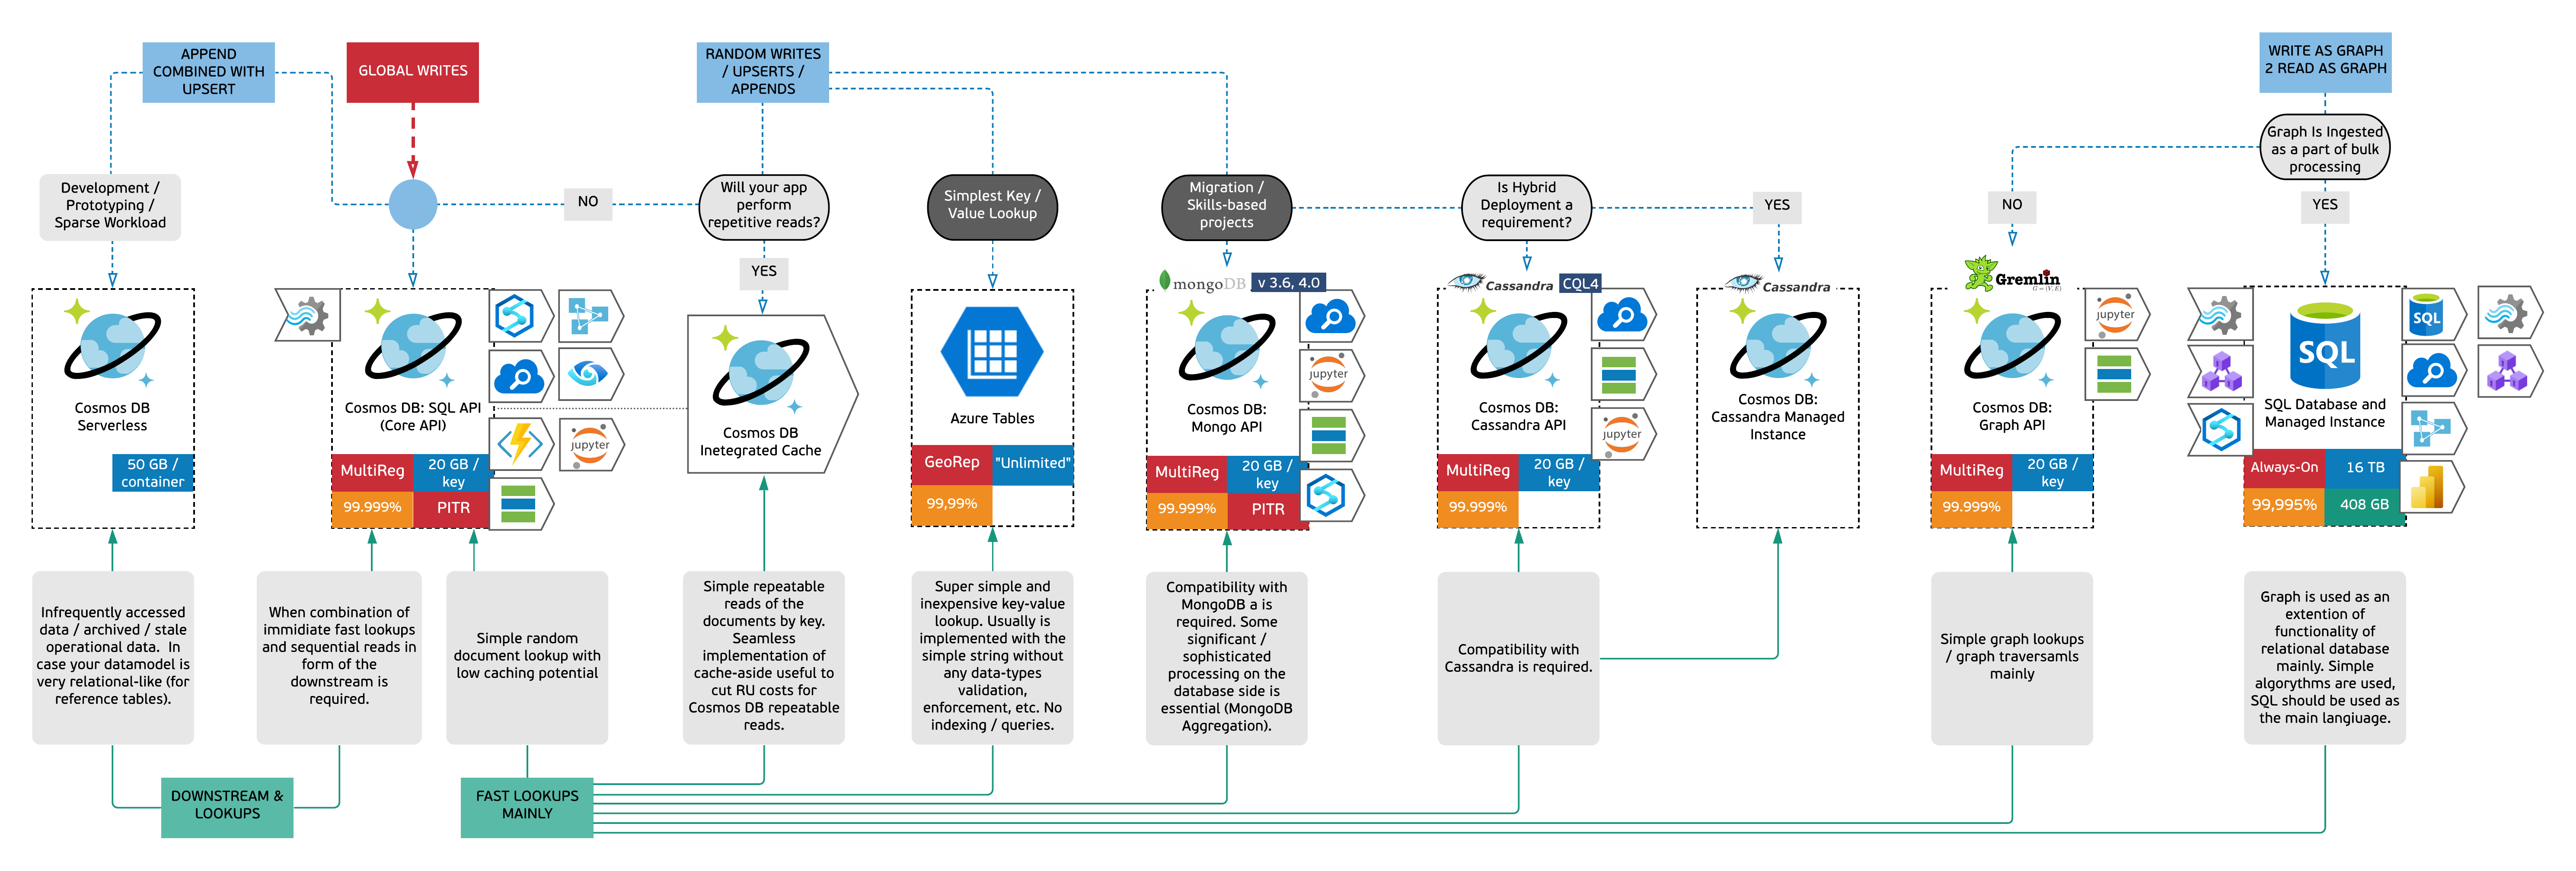 APPEND
COMBINED WITH
UPSERT
GLOBAL WRITES
RANDOM WRITES
/ UPSERTS /
APPENDS
WRITE AS GRAPH
2 READ AS GRAPH
Graph Is Ingested
as a part of bulk
processing
Development /
Prototyping /
Sparse Workload
NO
Will your app
perform
repetitive reads?
Simplest Key /
Value Lookup
Migration /
Skills-based
projects
Is Hybrid
Deployment a
requirement?
YES
NO
YES
YES
mongoDB
v 3.6, 4.0
Cassandra
CQL4
Cassandra
Gremlin
G = (V, E)
Cosmos DB
Serverless
50 GB /
container
Cosmos DB: SQL API
(Core API)
MultiReg
20 GB /
key
99.999%
PITR
jupyter
Cosmos DB
Inetegrated Cache
Azure Tables
GeoRep
"Unlimited"
99,99%
Cosmos DB:
Mongo API
MultiReg
20 GB /
key
99.999%
PITR
jupyter
Cosmos DB:
Cassandra API
MultiReg
20 GB /
key
99.999%
jupyter
Cosmos DB:
Cassandra Managed
Instance
Cosmos DB:
Graph API
MultiReg
20 GB /
key
99.999%
jupyter
SQL
SQL
SQL Database and
Managed Instance
Always-On
16 TB
99,995%
408 GB
Infrequently accessed
data / archived / stale
operational data.  In
case your datamodel is
very relational-like (for
reference tables).
When combination of
immidiate fast lookups
and sequential reads in
form of the
downstream is
required.
Simple random
document lookup with
low caching potential
Simple repeatable
reads of the
documents by key.
Seamless
implementation of
cache-aside useful to
cut RU costs for
Cosmos DB repeatable
reads.
Super simple and
inexpensive key-value
lookup. Usually is
implemented with the
simple string without
any data-types
validation,
enforcement, etc. No
indexing / queries.
Compatibility with
MongoDB a is
required. Some
significant /
sophisticated
processing on the
database side is
essential (MongoDB
Aggregation).
Compatibility with
Cassandra is required.
Simple graph lookups
/ graph traversamls
mainly
Graph is used as an
extention of
functionality of
relational database
mainly. Simple
algorythms are used,
SQL should be used as
the main langiuage.
DOWNSTREAM &
LOOKUPS
FAST LOOKUPS
MAINLY